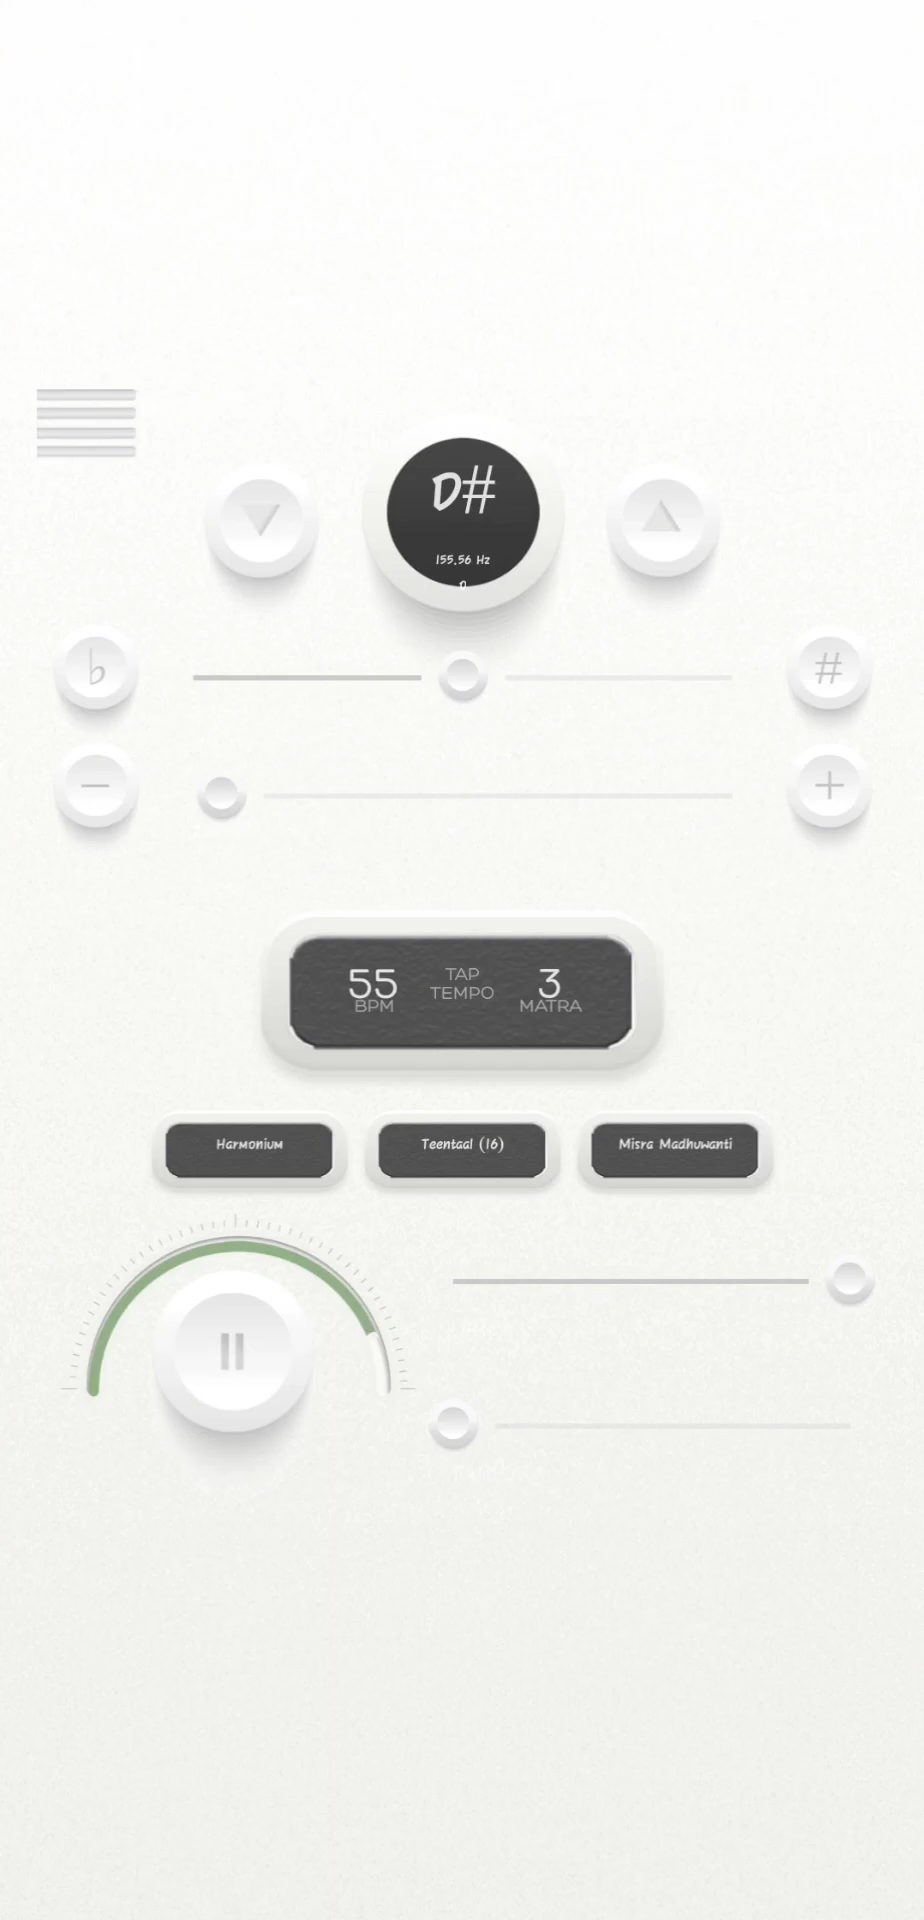 D#
155.56 Hz
0
♭
#
−
+
55
BPM
TAP
TEMPO
3
MATRA
Harmonium
Teentaal (16)
Misra Madhuwanti